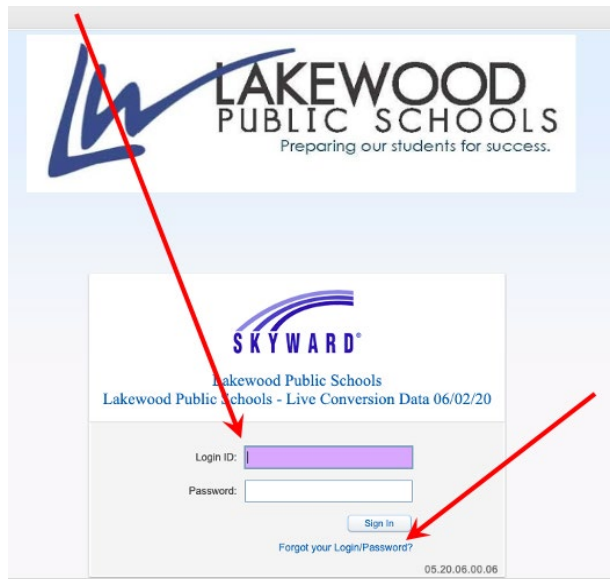 LAKEWOOD
PUBLIC SCHOOLS
Preparing our students for success.
SKYWARD®
Lakewood Public Schools
Lakewood Public Schools - Live Conversion Data 06/02/20
Login ID:
Password:
Sign In
Forgot your Login/Password?
05.20.06.00.06